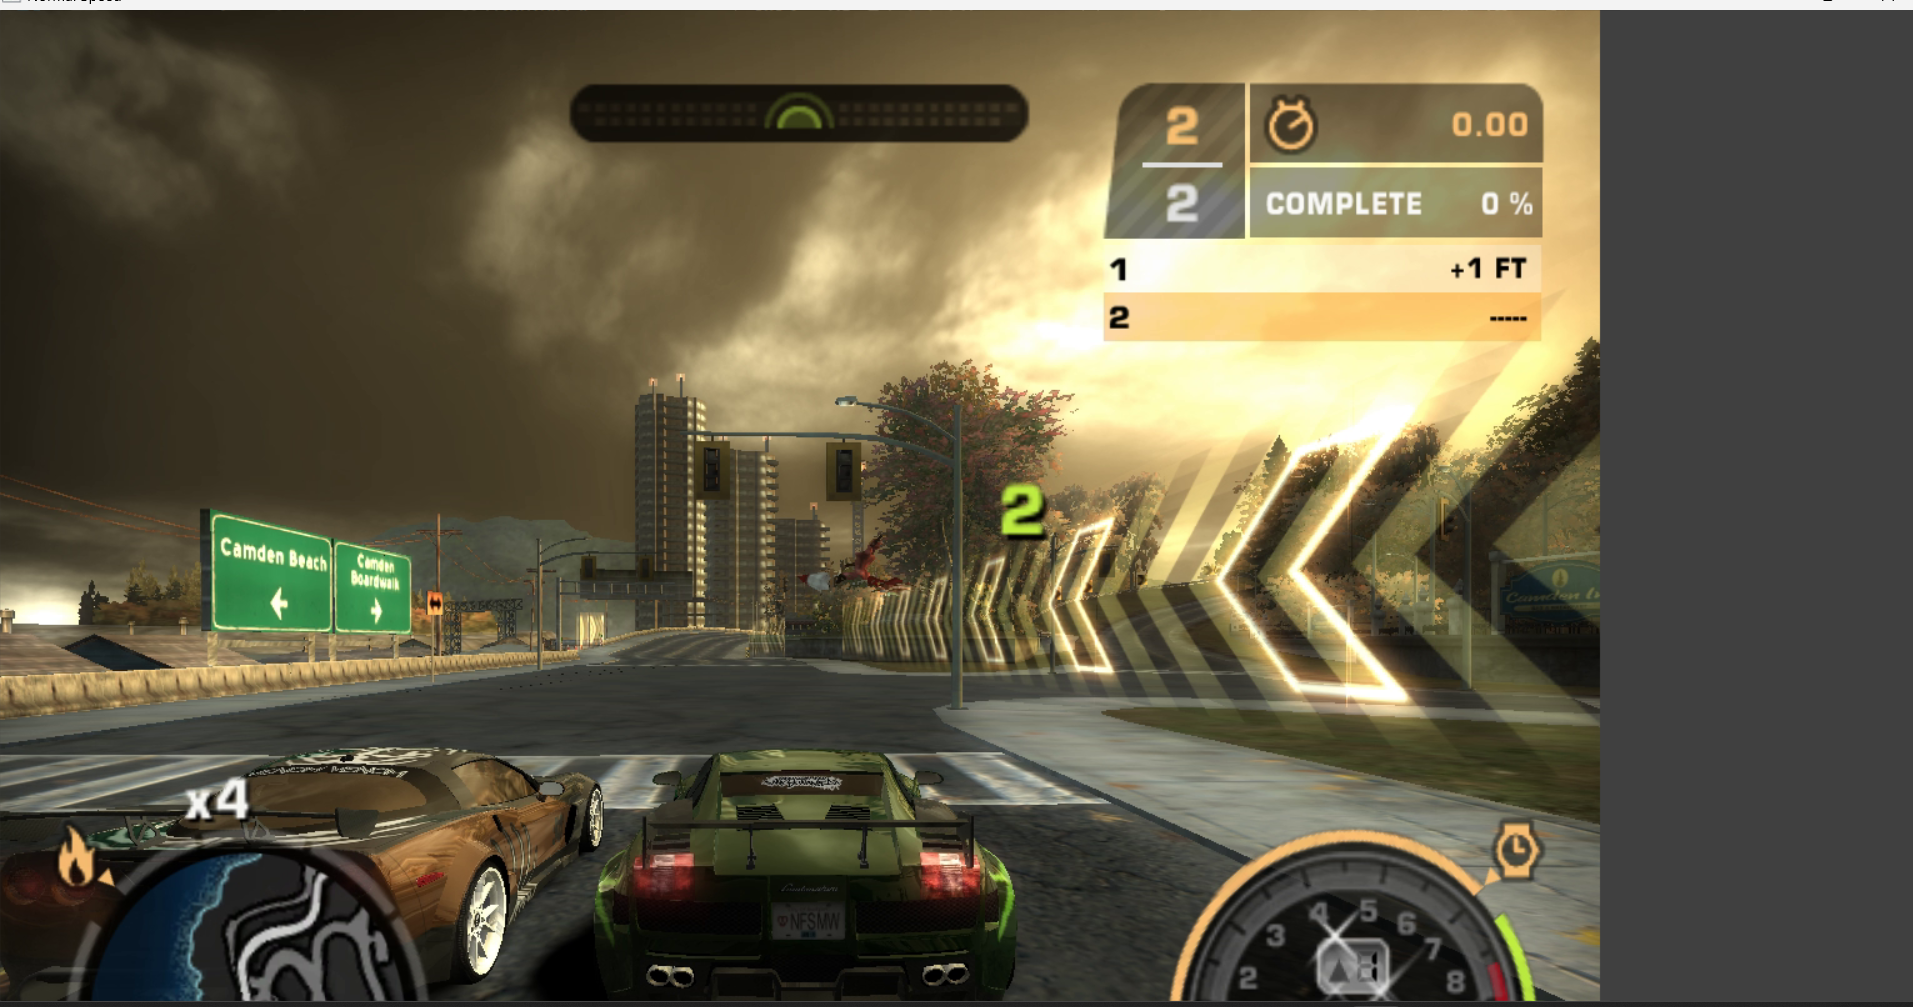 2
0.00
2
COMPLETE 0 %
1 +1 FT
2 -----
2
Camden Beach
Camden
Boardwalk
x4
NFSMW
2 3 4 5 6 7 8